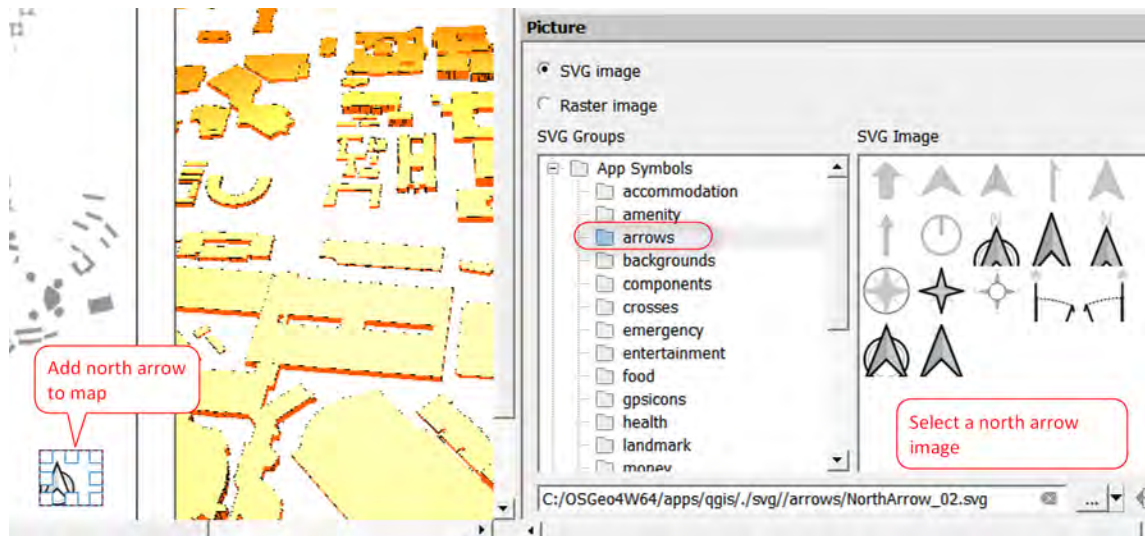 Picture
SVG image
Raster image
SVG Groups
SVG Image
App Symbols
accommodation
amenity
arrows
backgrounds
components
crosses
emergency
entertainment
food
gpsicons
health
landmark
money
Add north arrow
to map
Select a north arrow
image
C:/OSGeo4W64/apps/qgis/./svg//arrows/NorthArrow_02.svg
...